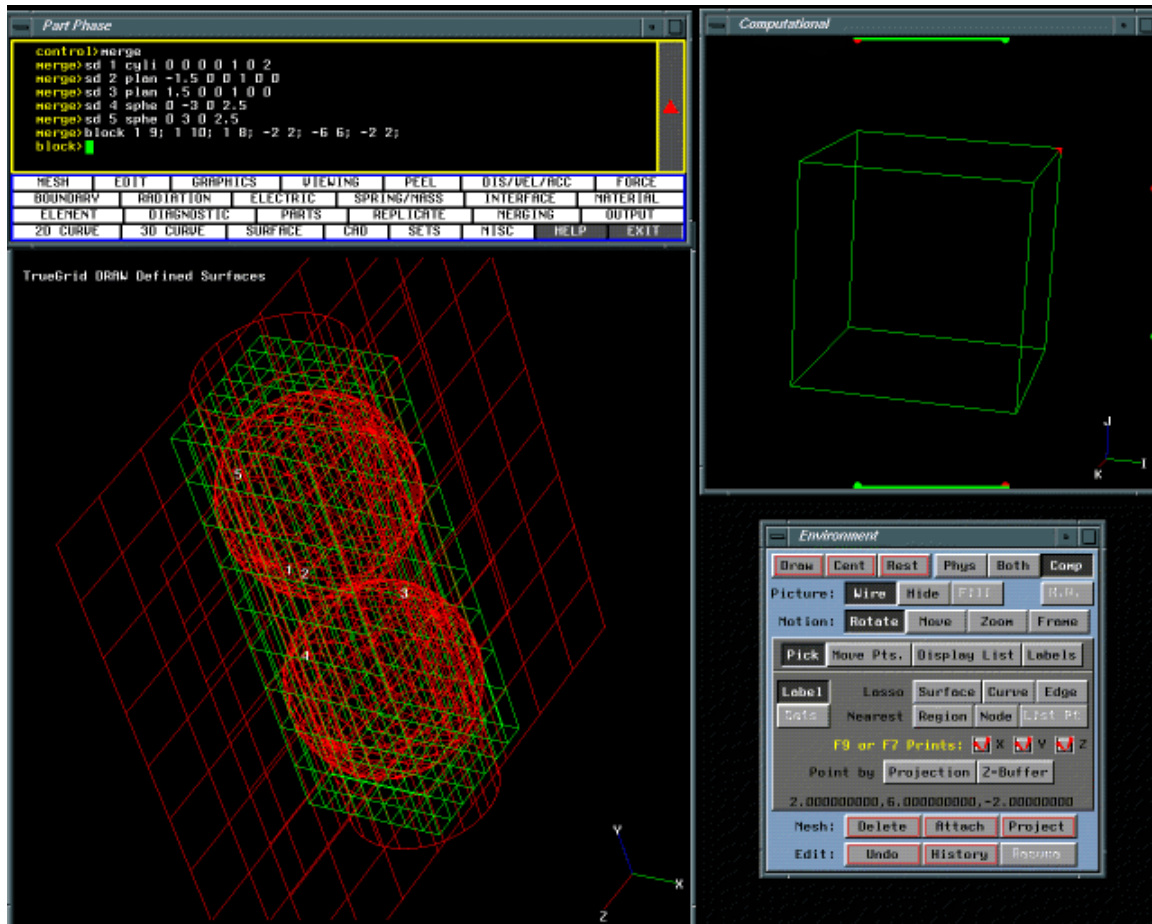 Part Phase
control>merge
merge>sd 1 cyli 0 0 0 0 1 0 2
merge>sd 2 plan -1.5 0 0 1 0 0
merge>sd 3 plan 1.5 0 0 1 0 0
merge>sd 4 sphe 0 -3 0 2.5
merge>sd 5 sphe 0 3 0 2.5
merge>block 1 9; 1 10; 1 8; -2 2; -6 6; -2 2;
block>
MESH EDIT GRAPHICS VIEWING PEEL DIS/VEL/ACC FORCE
BOUNDARY RADIATION ELECTRIC SPRING/MASS INTERFACE MATERIAL
ELEMENT DIAGNOSTIC PARTS REPLICATE MERGING OUTPUT
2D CURVE 3D CURVE SURFACE CAD SETS MISC HELP EXIT
TrueGrid DRAW Defined Surfaces
5
1 2
3
4
Y
X
Z
Computational
J
I
K
Environment
Draw Cent Rest Phys Both Comp
Picture: Wire Hide Fill H.W.
Motion: Rotate Move Zoom Frame
Pick Move Pts. Display List Labels
Label Lasso Surface Curve Edge
Sets Nearest Region Node List Pt
F9 or F7 Prints: X Y Z
Point by Projection Z-Buffer
2.000000000,6.000000000,-2.00000000
Mesh: Delete Attach Project
Edit: Undo History Resume